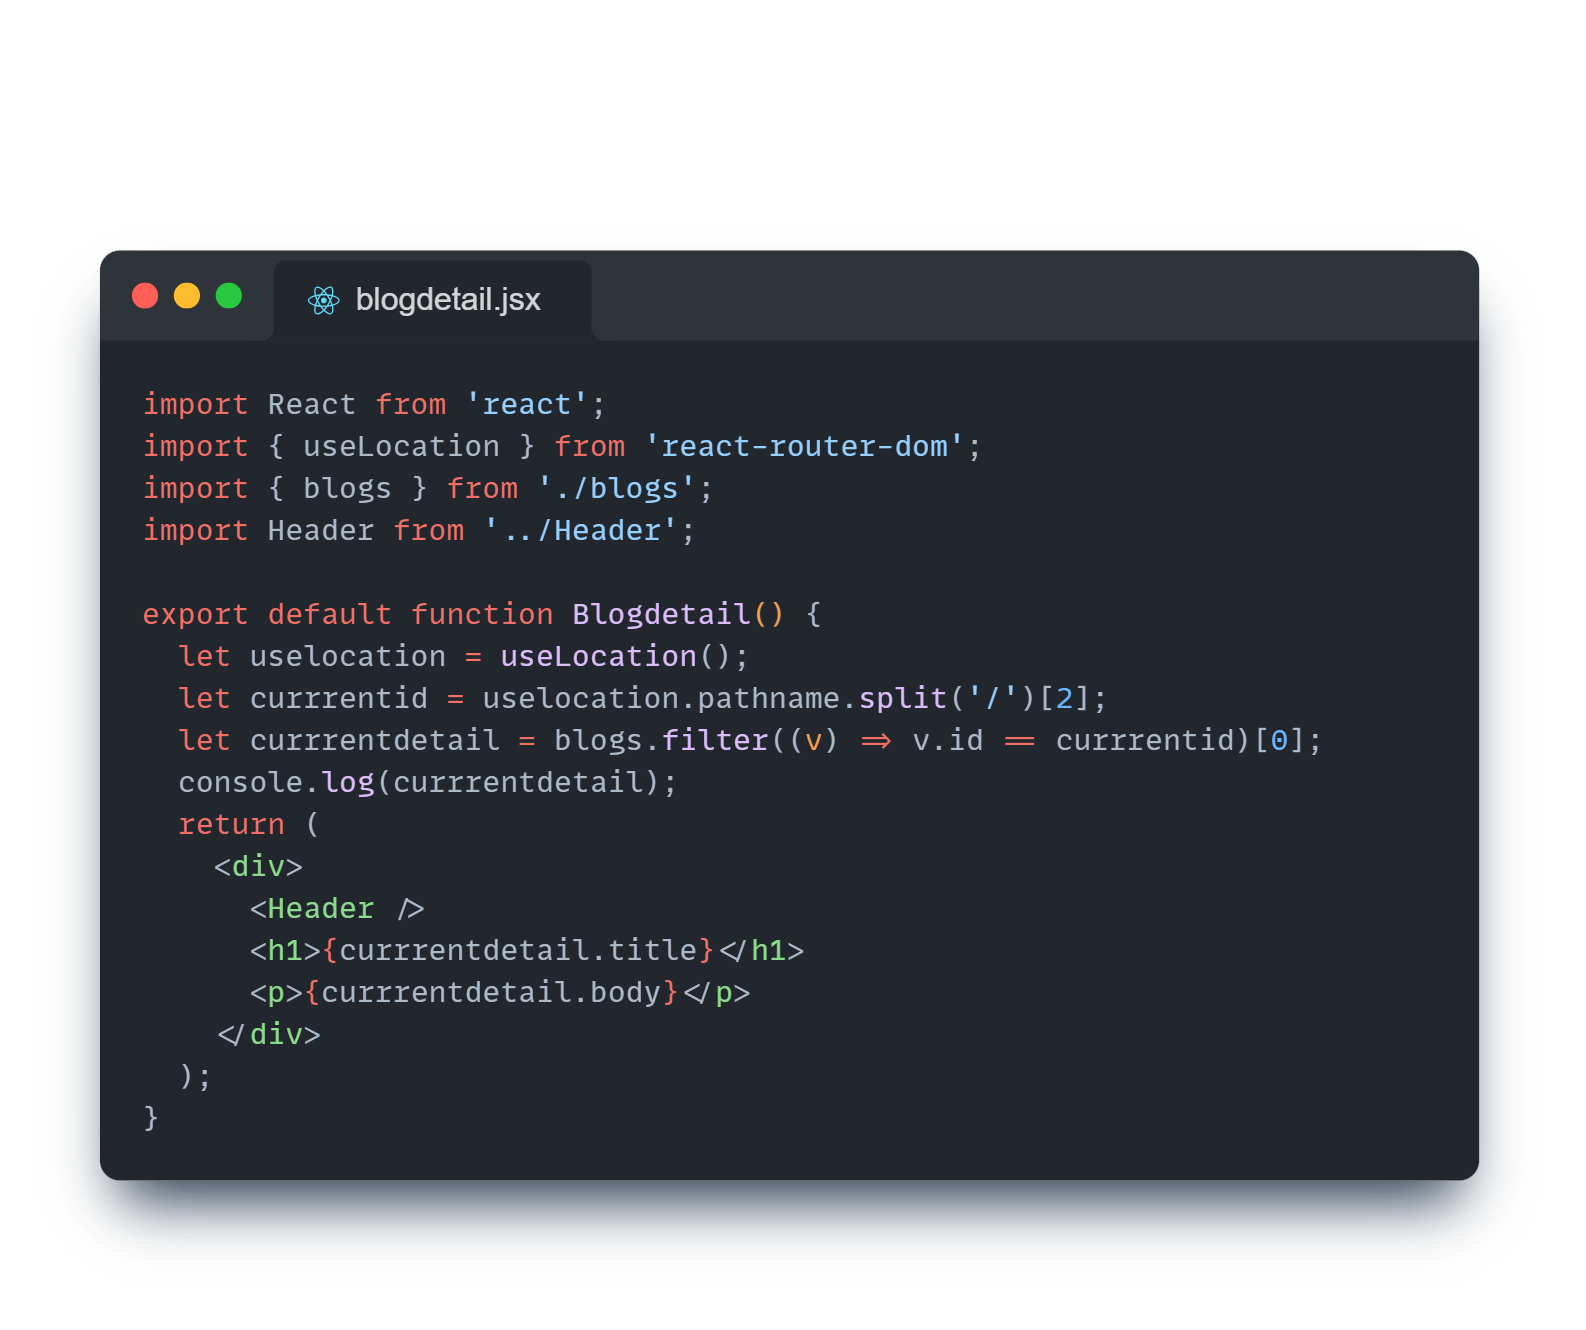 blogdetail.jsx
import React from 'react';
import { useLocation } from 'react-router-dom';
import { blogs } from './blogs';
import Header from '../Header';
export default function Blogdetail() {
let uselocation = useLocation();
let currrentid = uselocation.pathname.split('/')[2];
let currrentdetail = blogs.filter((v) => v.id == currrentid)[0];
console.log(currrentdetail);
return (
<div>
<Header />
<h1>{currrentdetail.title}</h1>
<p>{currrentdetail.body}</p>
</div>
);
}